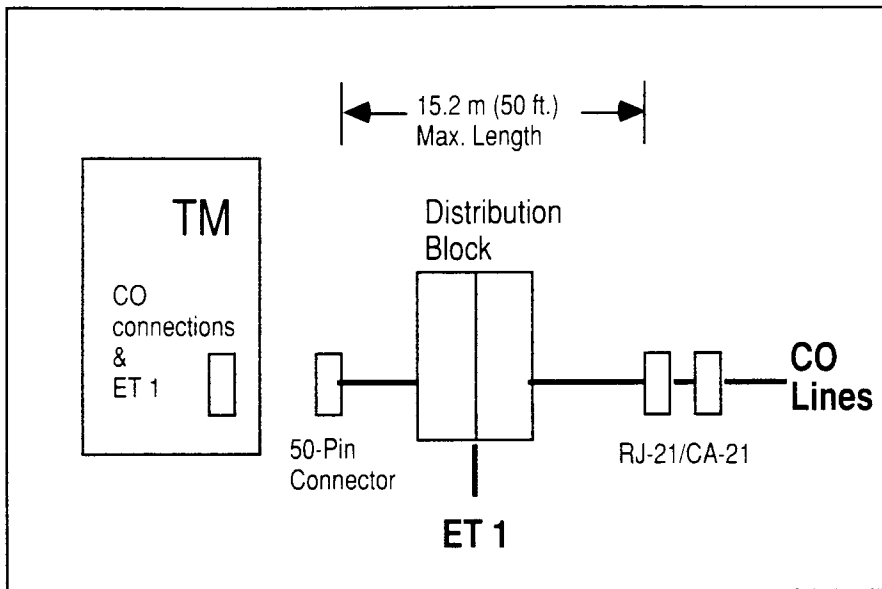 15.2 m (50 ft.)
Max. Length
TM
CO
connections
&
ET 1
Distribution
Block
50-Pin
Connector
RJ-21/CA-21
CO
Lines
ET 1